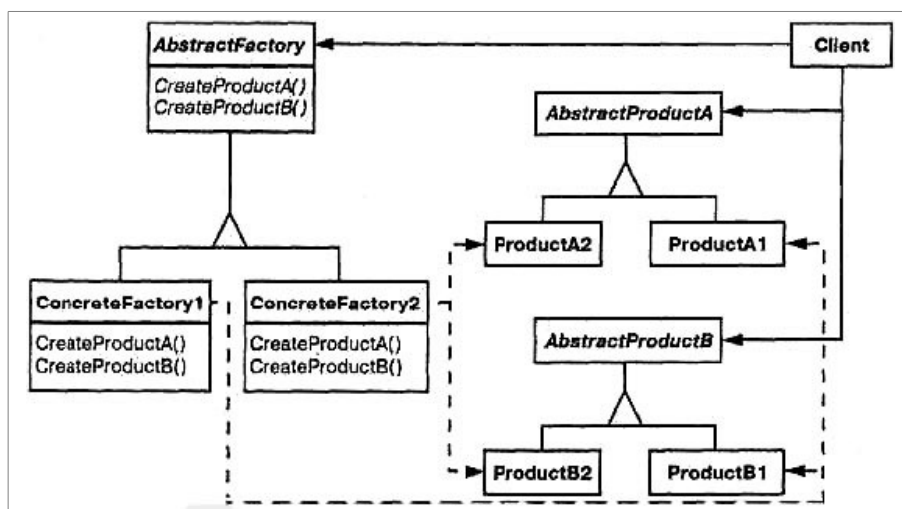 AbstractFactory
Client
CreateProductA()
CreateProductB()
AbstractProductA
ProductA2
ProductA1
ConcreteFactory1
ConcreteFactory2
CreateProductA()
CreateProductB()
CreateProductA()
CreateProductB()
AbstractProductB
ProductB2
ProductB1